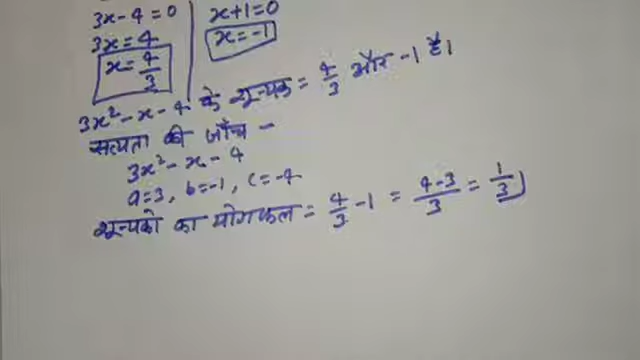 3x-4=0 | x+1=0
3x=4 | x=-1
x=4/3
3x²-x-4 के शून्यक = 4/3 और -1 है।
सत्यता की जाँच -
3x²-x-4
a=3, b=-1, c=-4
शून्यको का योगफल = 4/3 -1 = 4-3/3 = 1/3